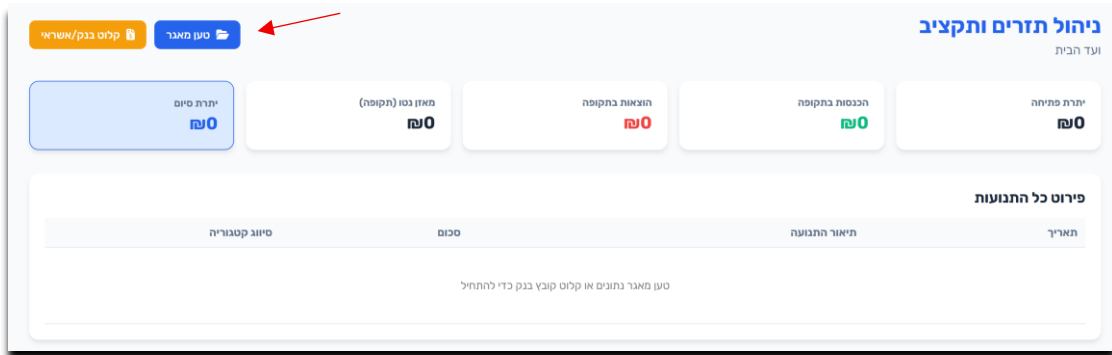 ניהול תזרים ותקציב
ועד הבית
טען מאגר
קלוט בנק/אשראי
יתרת פתיחה
₪0
הכנסות בתקופה
₪0
הוצאות בתקופה
₪0
מאזן נטו (תקופה)
₪0
יתרת סיום
₪0
פירוט כל התנועות
תאריך תיאור התנועה סכום סיווג קטגוריה
טען מאגר נתונים או קלוט קובץ בנק כדי להתחיל